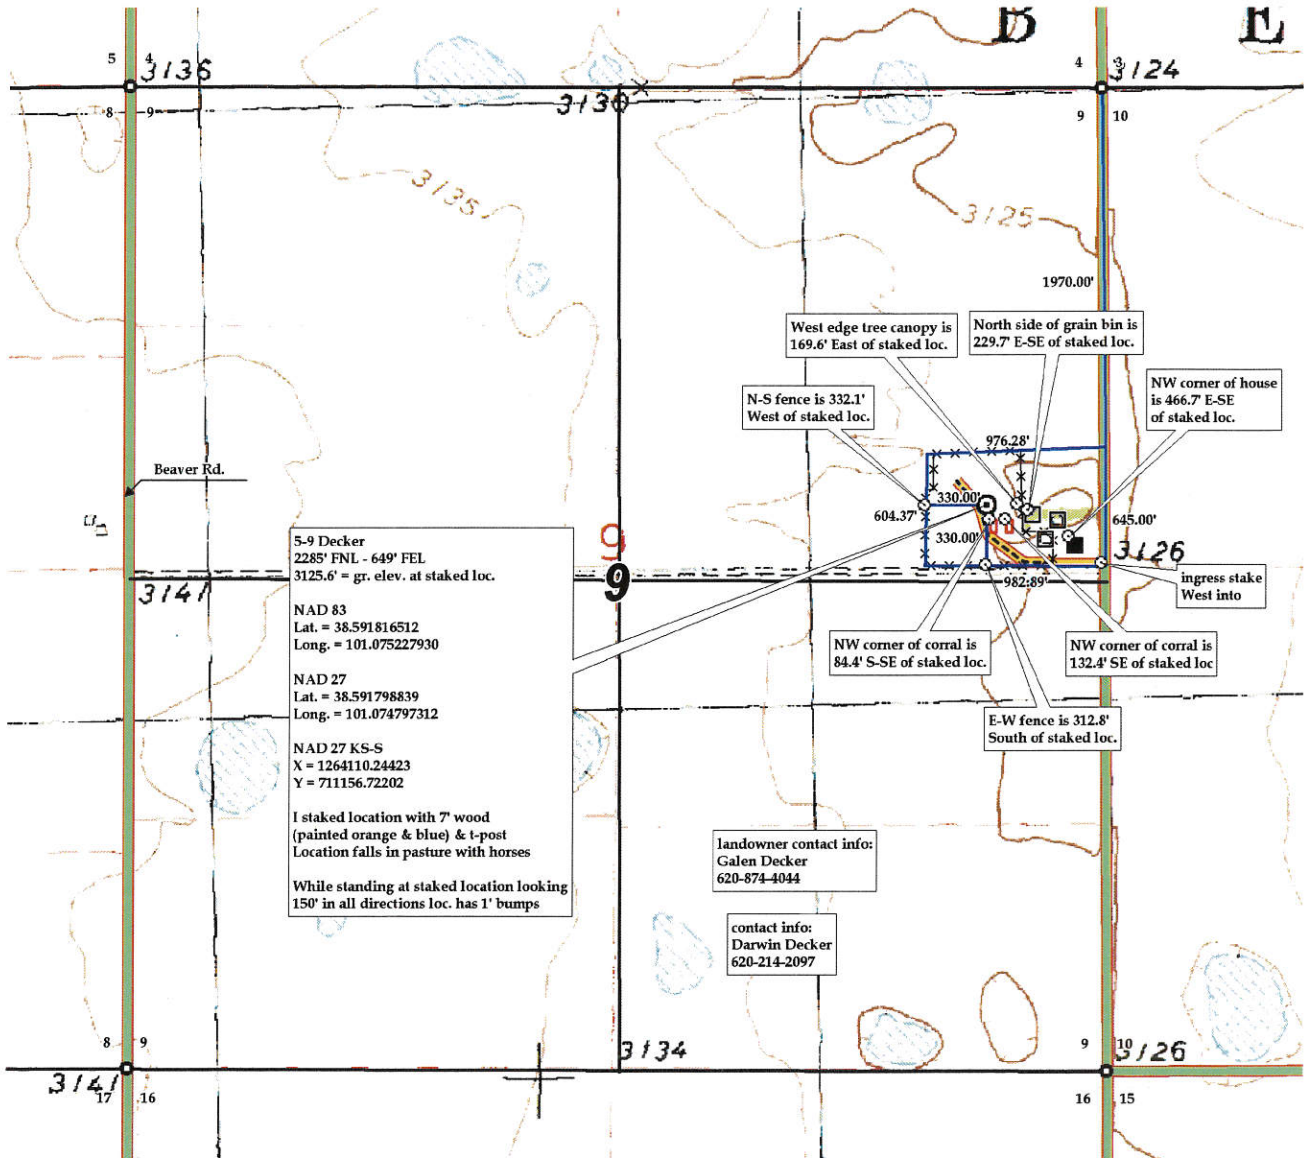 B E
5 4
3136
8 9
3136
4 3
3124
9 10
3135
3125
1970.00'
West edge tree canopy is
169.6' East of staked loc.
North side of grain bin is
229.7' E-SE of staked loc.
N-S fence is 332.1'
West of staked loc.
NW corner of house
is 466.7' E-SE
of staked loc.
976.28'
Beaver Rd.
330.00'
604.37'
645.00'
330.00'
3126
982.89'
ingress stake
West into
9
9
3141
5-9 Decker
2285' FNL - 649' FEL
3125.6' = gr. elev. at staked loc.
NAD 83
Lat. = 38.591816512
Long. = 101.075227930
NAD 27
Lat. = 38.591798839
Long. = 101.074797312
NAD 27 KS-S
X = 1264110.24423
Y = 711156.72202
I staked location with 7' wood
(painted orange & blue) & t-post
Location falls in pasture with horses
While standing at staked location looking
150' in all directions loc. has 1' bumps
NW corner of corral is
84.4' S-SE of staked loc.
NW corner of corral is
132.4' SE of staked loc
E-W fence is 312.8'
South of staked loc.
landowner contact info:
Galen Decker
620-874-4044
contact info:
Darwin Decker
620-214-2097
8 9
3141
17 16
3134
9 10
3126
16 15